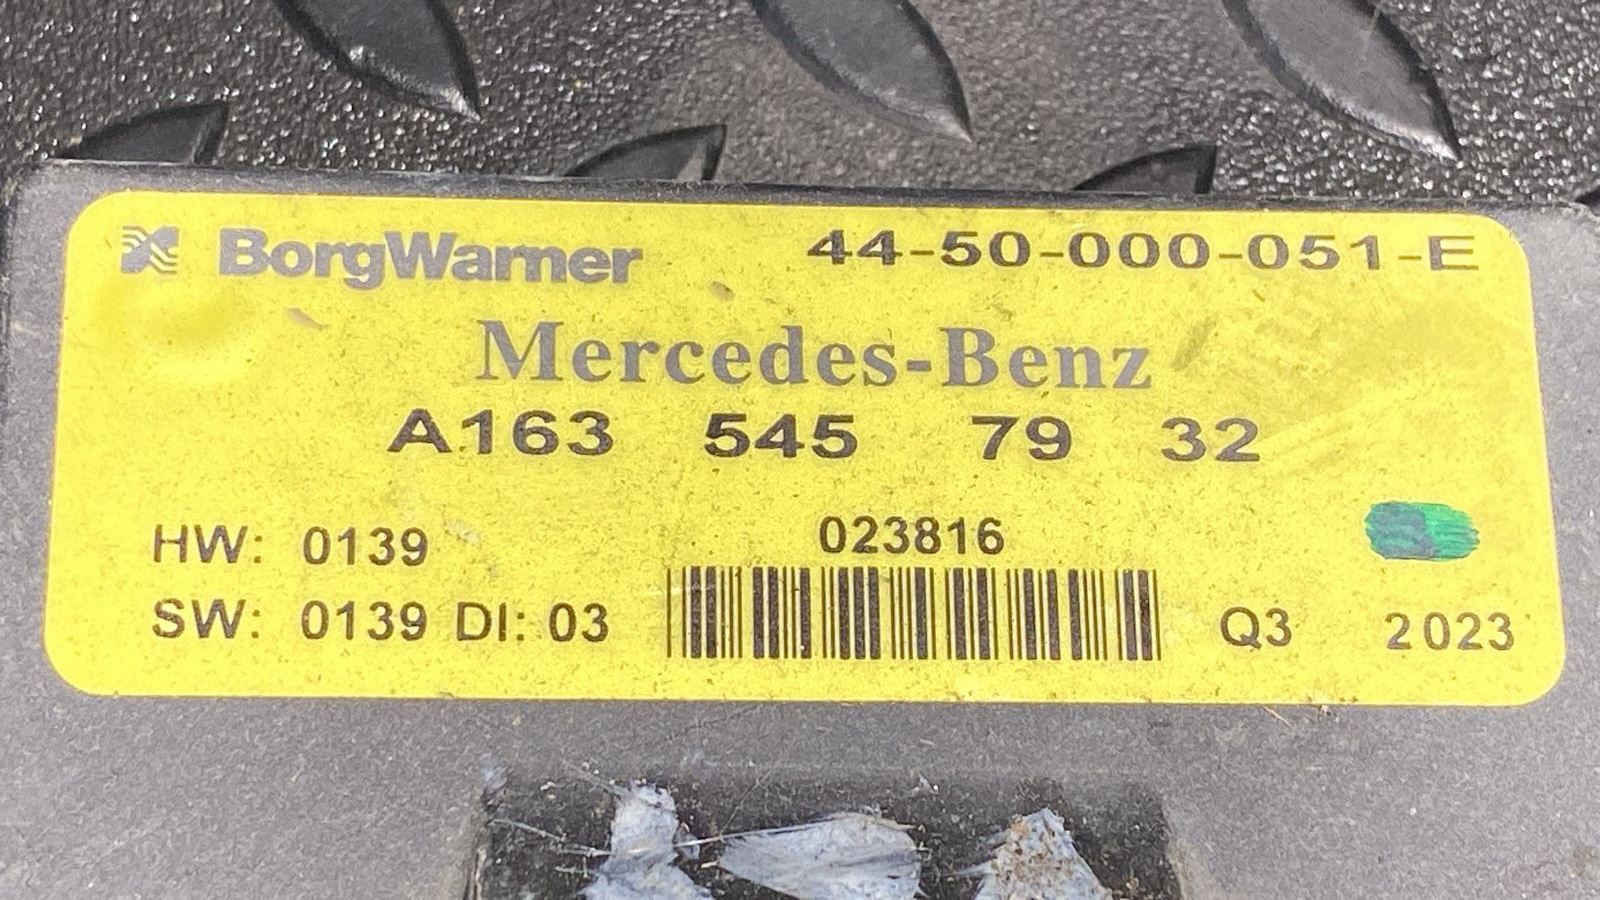 BorgWarner 44-50-000-051-E
Mercedes-Benz
A163 545 79 32
HW: 0139 023816
SW: 0139 DI: 03 Q3 2023